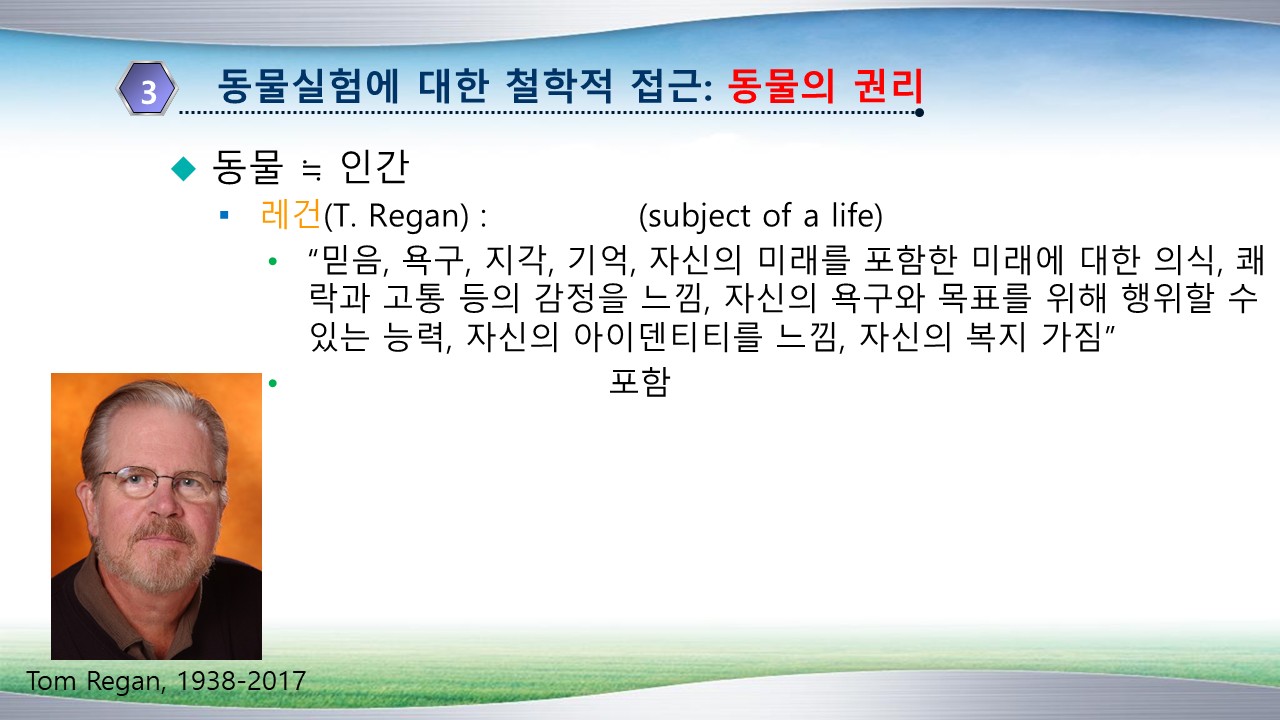 3
동물실험에 대한 철학적 접근: 동물의 권리
동물 ≒ 인간
레건(T. Regan) : (subject of a life)
“믿음, 욕구, 지각, 기억, 자신의 미래를 포함한 미래에 대한 의식, 쾌
락과 고통 등의 감정을 느낌, 자신의 욕구와 목표를 위해 행위할 수
있는 능력, 자신의 아이덴티티를 느낌, 자신의 복지 가짐”
포함
Tom Regan, 1938-2017